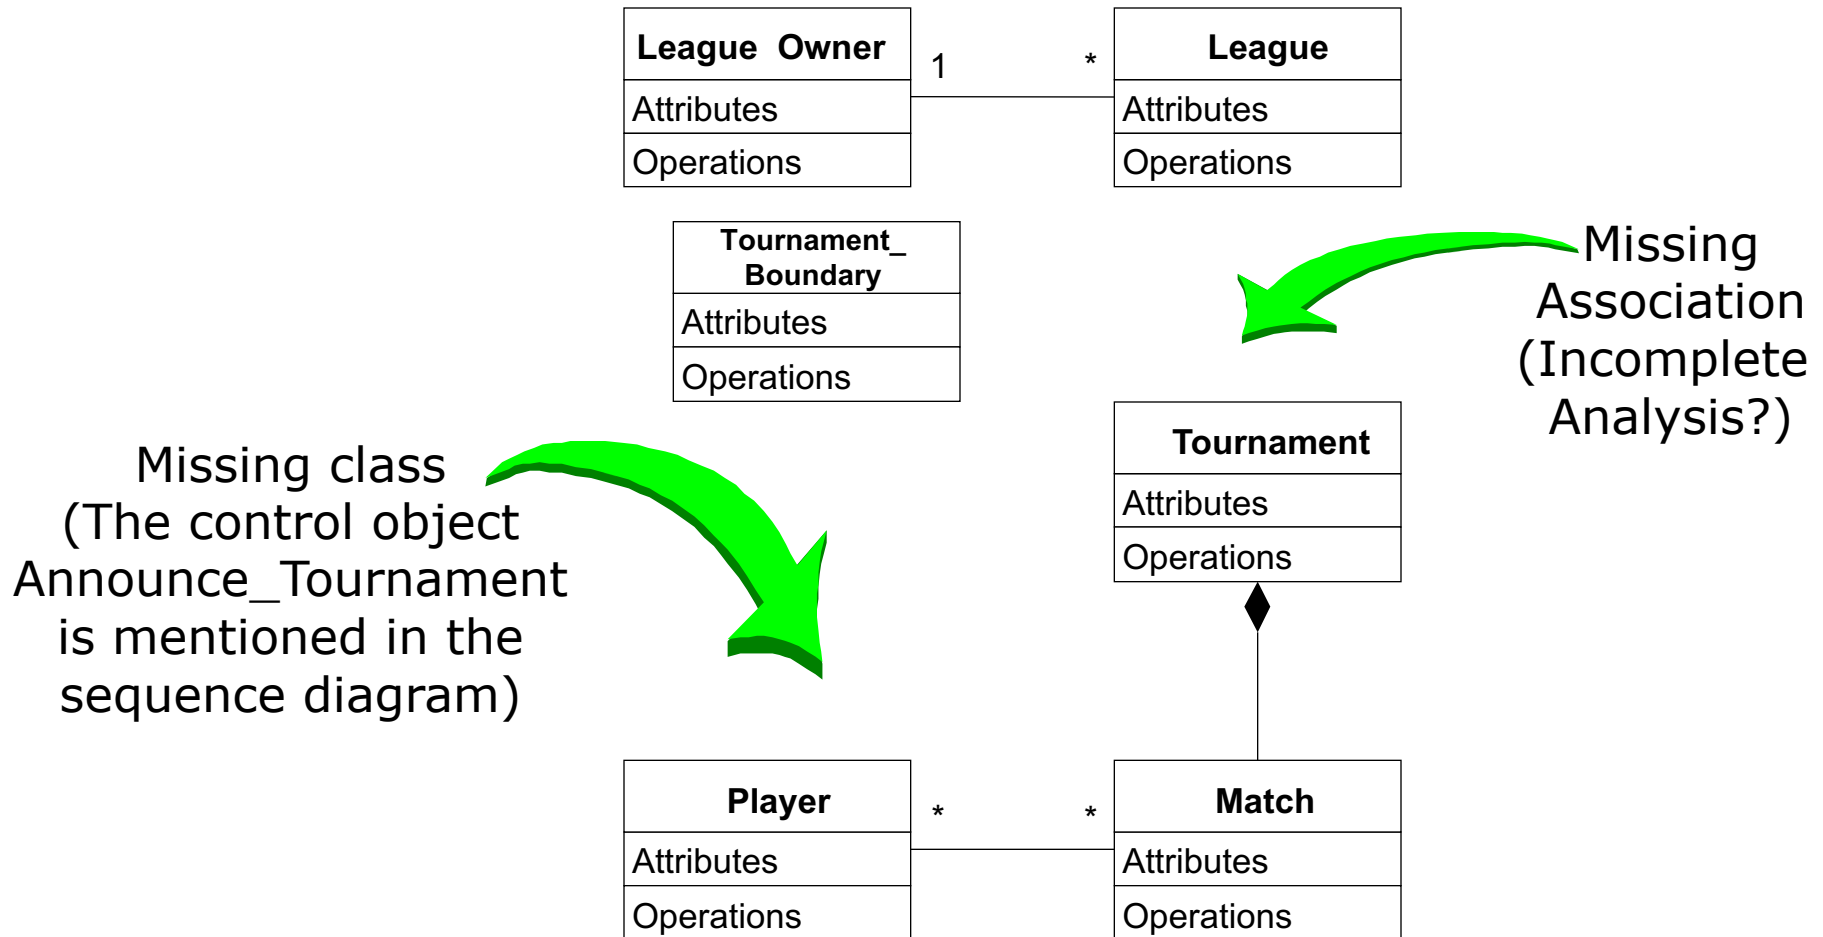 League Owner
Attributes
Operations
1
*
League
Attributes
Operations
Tournament_
Boundary
Attributes
Operations
Missing
Association
(Incomplete
Analysis?)
Missing class
(The control object
Announce_Tournament
is mentioned in the
sequence diagram)
Tournament
Attributes
Operations
Player
Attributes
Operations
*
*
Match
Attributes
Operations